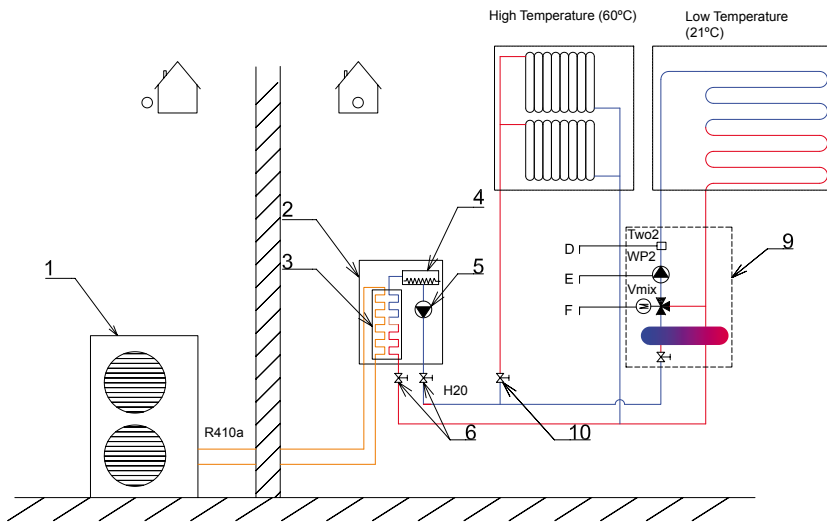 High Temperature (60ºC)
Low Temperature
(21ºC)
2
3
4
5
1
Two2
D
WP2
E
Vmix
F
9
R410a
H20
6
10